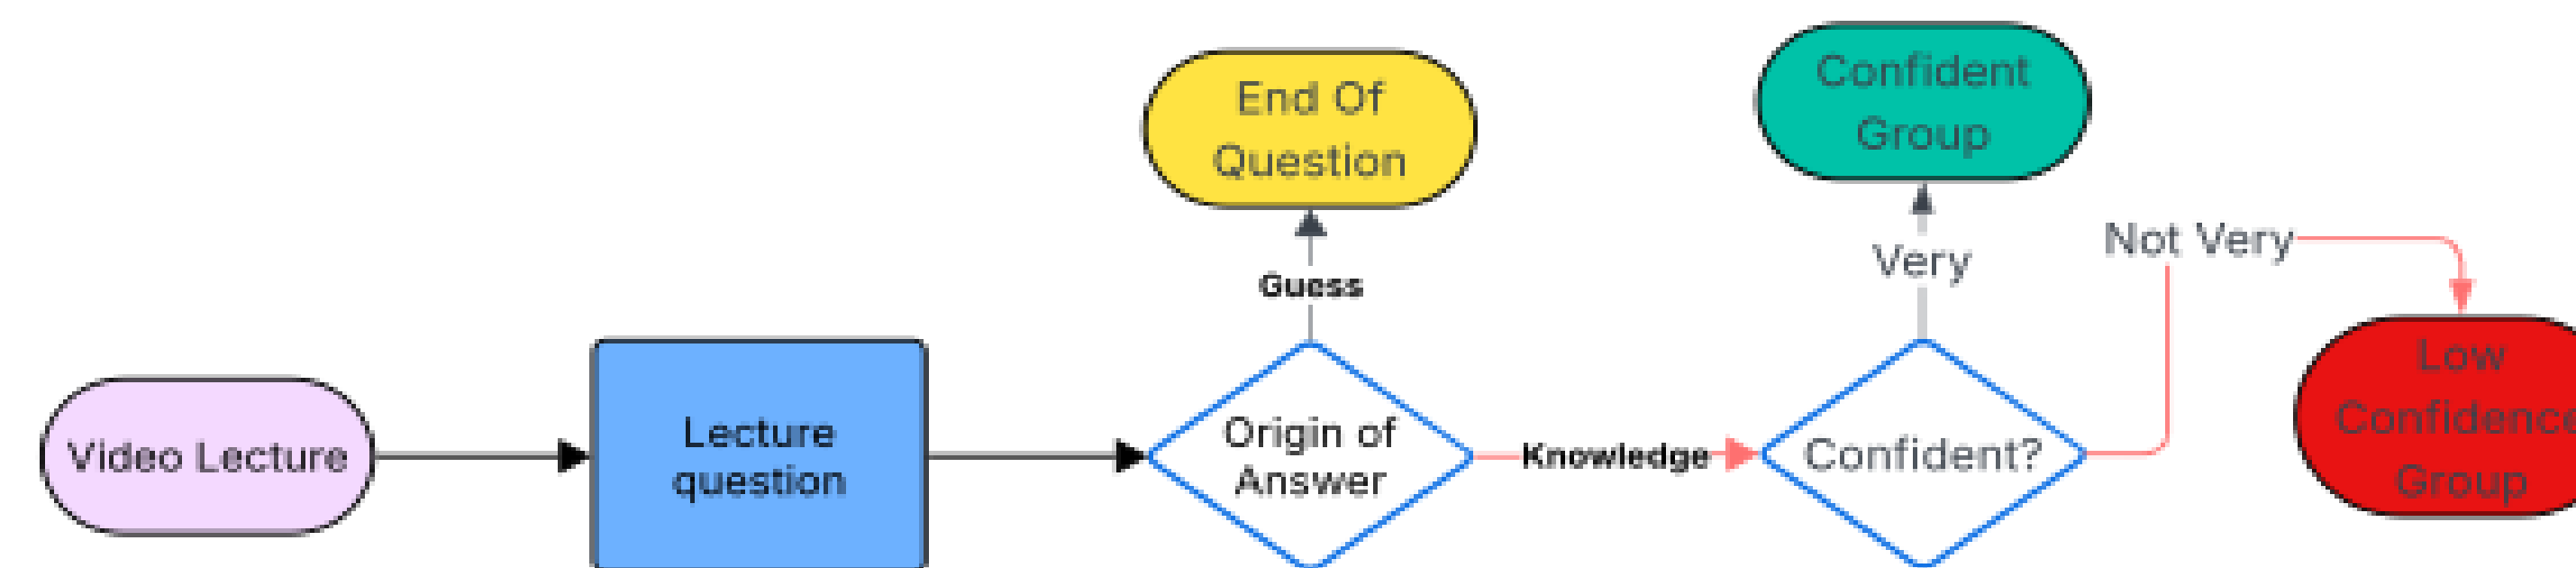 Video Lecture
Lecture
question
Origin of
Answer
Guess
End Of
Question
Knowledge
Confident?
Very
Confident
Group
Not Very
Low
Confidence
Group